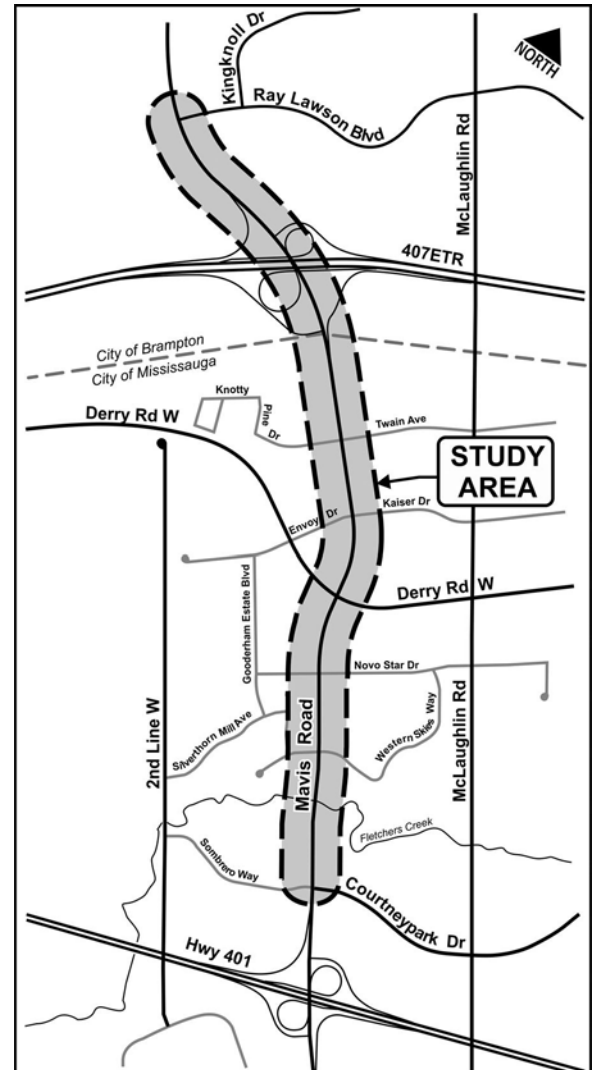 Kingknoll Dr
NORTH
Ray Lawson Blvd
McLaughlin Rd
407ETR
City of Brampton
City of Mississauga
Knotty
Pine
Dr
Derry Rd W
Twain Ave
STUDY
AREA
Kaiser Dr
Envoy Dr
Derry Rd W
Gooderham Estate Blvd
Novo Star Dr
Mavis Road
Western Skies Way
McLaughlin Rd
Silverthorn Mill Ave
2nd Line W
Fletchers Creek
Sombrero Way
Courtneypark Dr
Hwy 401